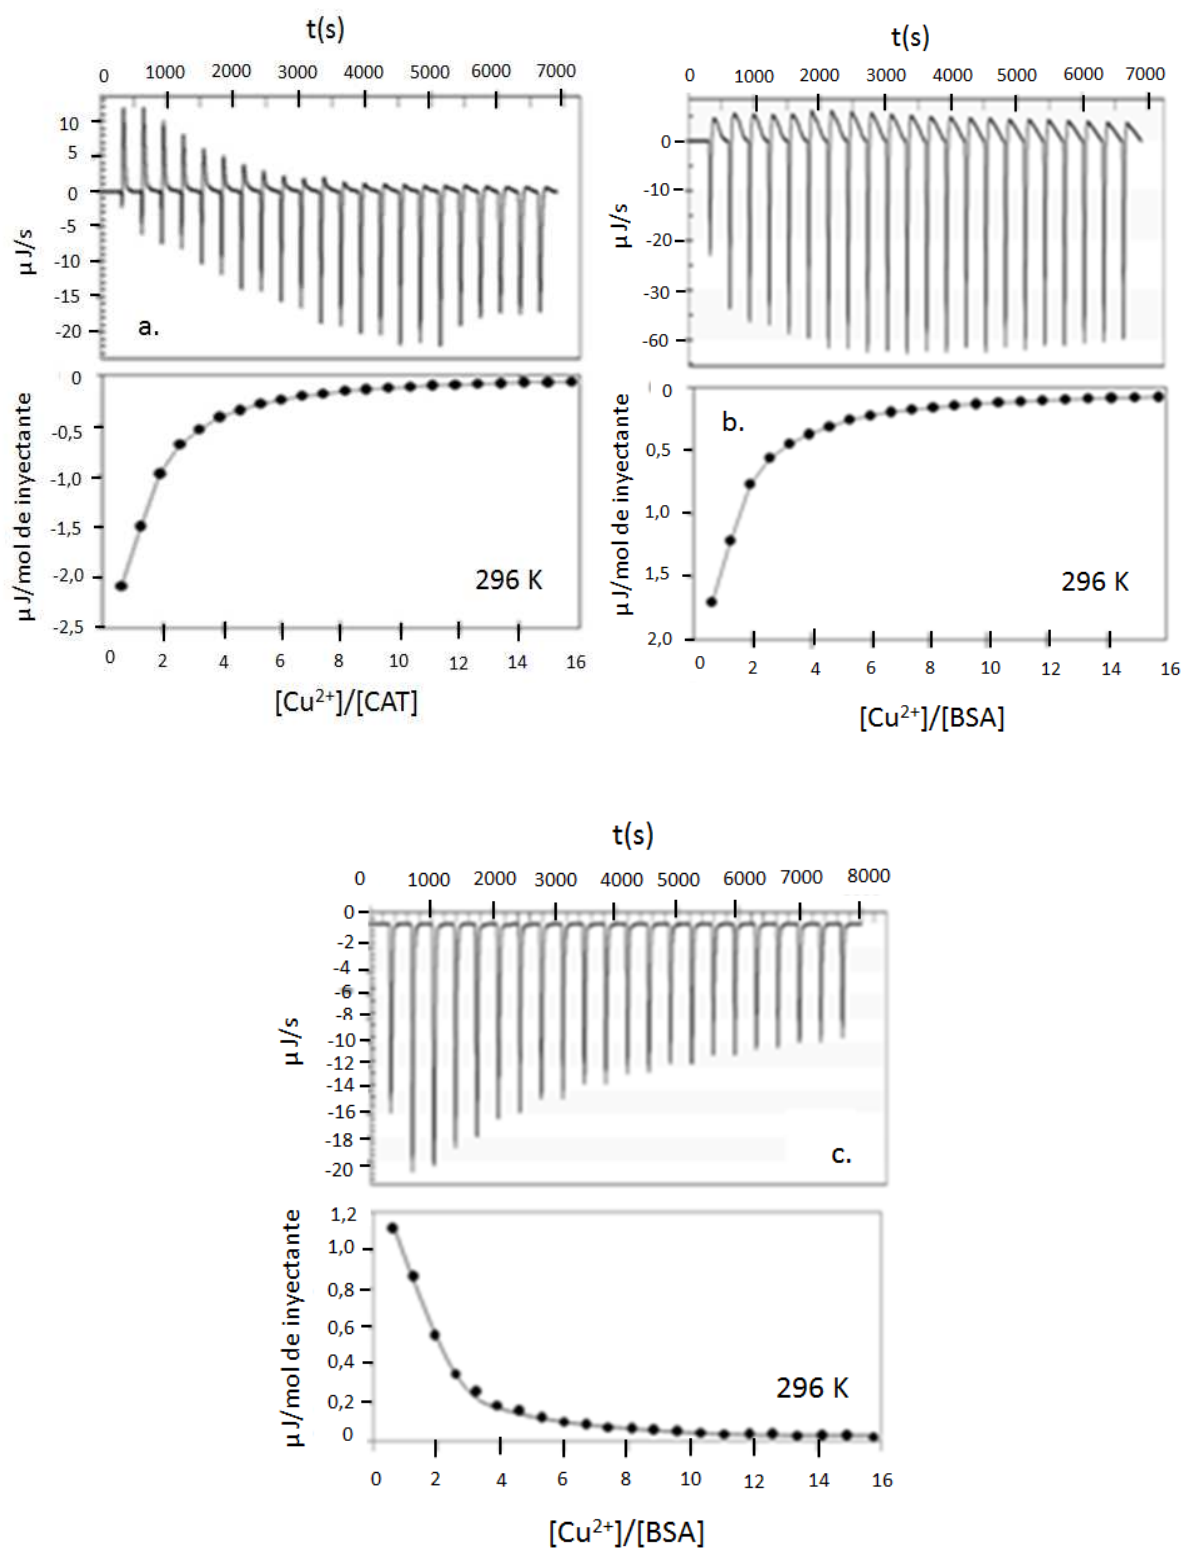 t(s)
0 1000 2000 3000 4000 5000 6000 7000
10
5
0
-5
-10
-15
-20
µJ/s
a.
0
-0,5
-1,0
-1,5
-2,0
-2,5
µJ/mol de inyectante
296 K
0 2 4 6 8 10 12 14 16
[Cu²⁺]/[CAT]
t(s)
0 1000 2000 3000 4000 5000 6000 7000
0
-10
-20
-30
-60
µJ/s
b.
0
0,5
1,0
1,5
2,0
µJ/mol de inyectante
296 K
0 2 4 6 8 10 12 14 16
[Cu²⁺]/[BSA]
t(s)
0 1000 2000 3000 4000 5000 6000 7000 8000
0
-2
-4
-6
-8
-10
-12
-14
-16
-18
-20
µJ/s
c.
1,2
1,0
0,8
0,6
0,4
0,2
0
µJ/mol de inyectante
296 K
0 2 4 6 8 10 12 14 16
[Cu²⁺]/[BSA]